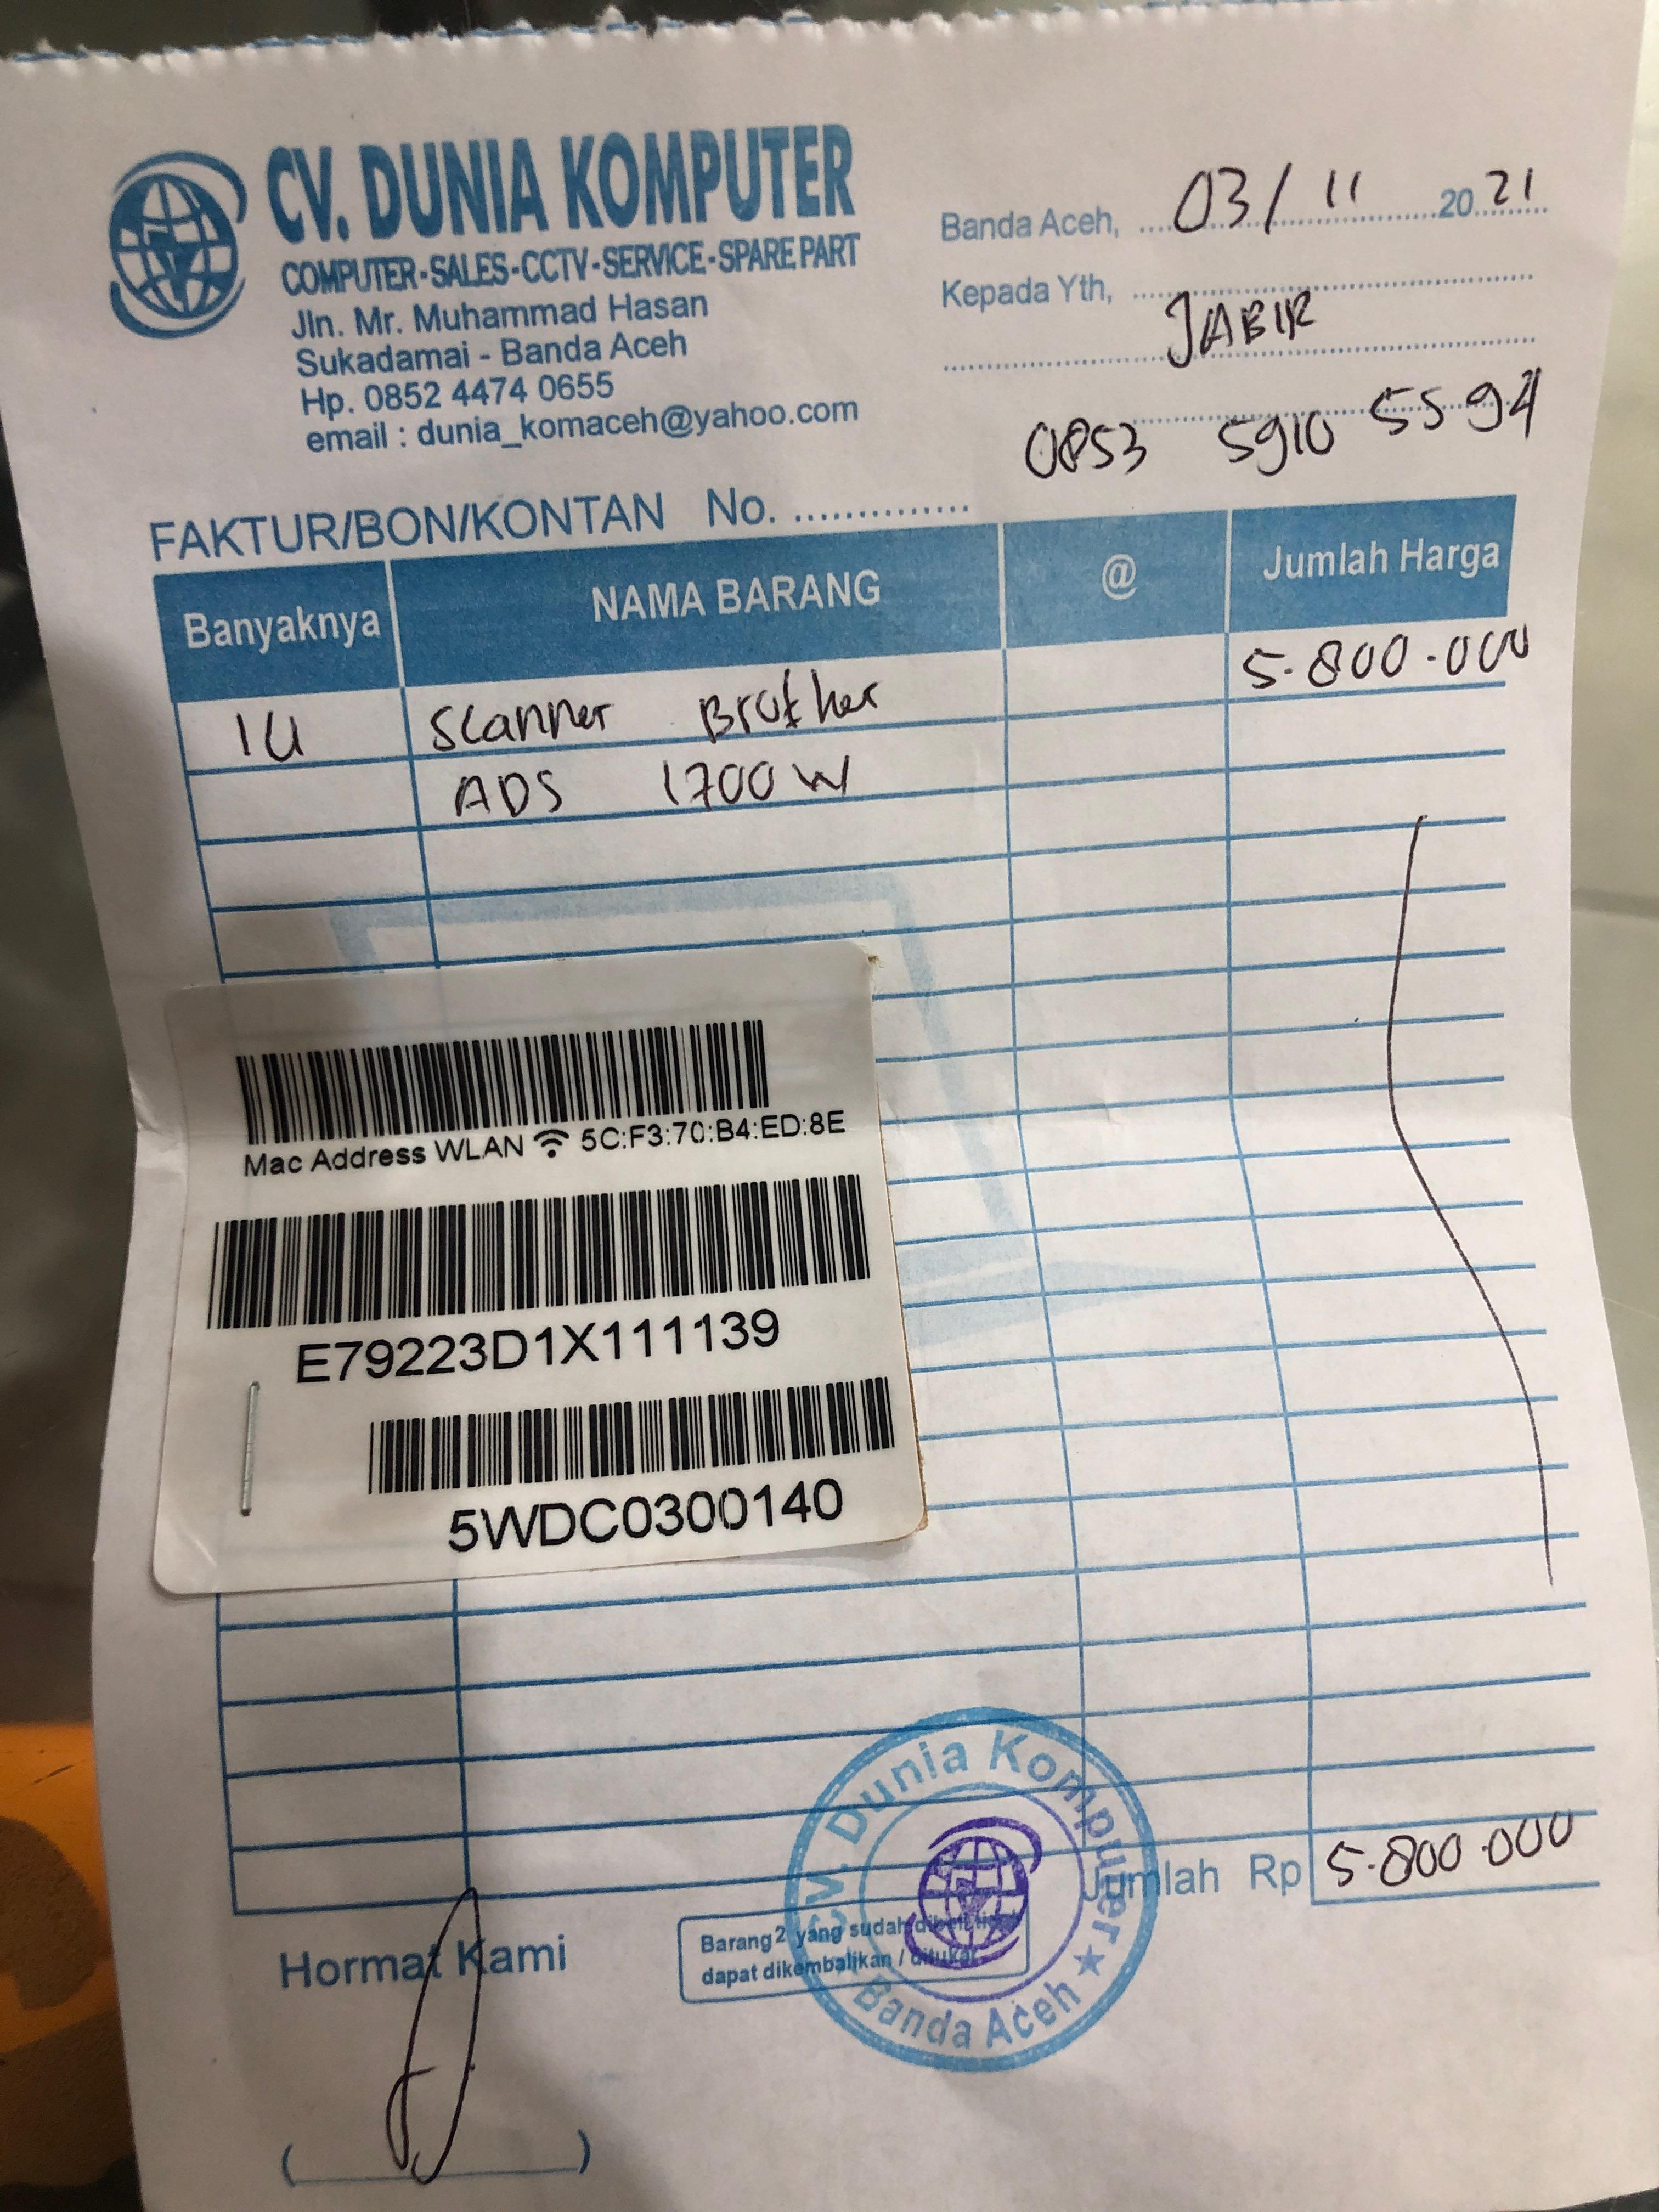 CV. DUNIA KOMPUTER
COMPUTER-SALES-CCTV-SERVICE-SPARE PART
Jln. Mr. Muhammad Hasan
Sukadamai - Banda Aceh
Hp. 0852 4474 0655
email : dunia_komaceh@yahoo.com
Banda Aceh, 03/11 2021
Kepada Yth,
JABIR
0853 5910 5594
FAKTUR/BON/KONTAN No. ..............
Banyaknya NAMA BARANG @ Jumlah Harga
1U Scanner Brother 5.800.000
ADS 1700 W
Mac Address WLAN 5C:F3:70:B4:ED:8E
E79223D1X111139
5WDC0300140
Jumlah Rp 5.800.000
Hormat Kami
Barang2 yang sudah dibeli tidak
dapat dikembalikan / ditukar
CV. Dunia Komputer
Banda Aceh
( )